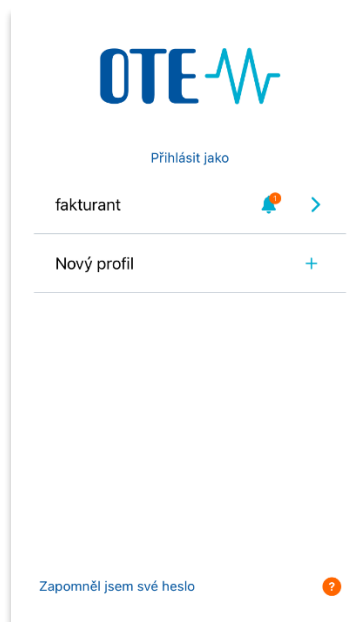 OTE
Přihlásit jako
fakturant 1
Nový profil +
Zapomněl jsem své heslo ?